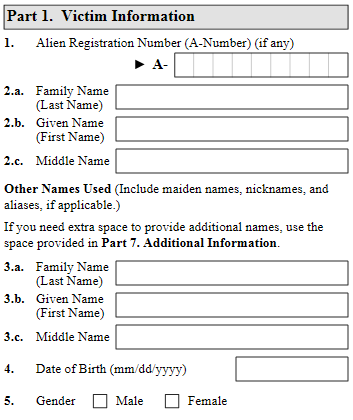 Part 1. Victim Information
1. Alien Registration Number (A-Number) (if any)
► A-
2.a. Family Name
(Last Name)
2.b. Given Name
(First Name)
2.c. Middle Name
Other Names Used (Include maiden names, nicknames, and
aliases, if applicable.)
If you need extra space to provide additional names, use the
space provided in Part 7. Additional Information.
3.a. Family Name
(Last Name)
3.b. Given Name
(First Name)
3.c. Middle Name
4. Date of Birth (mm/dd/yyyy)
5. Gender Male Female